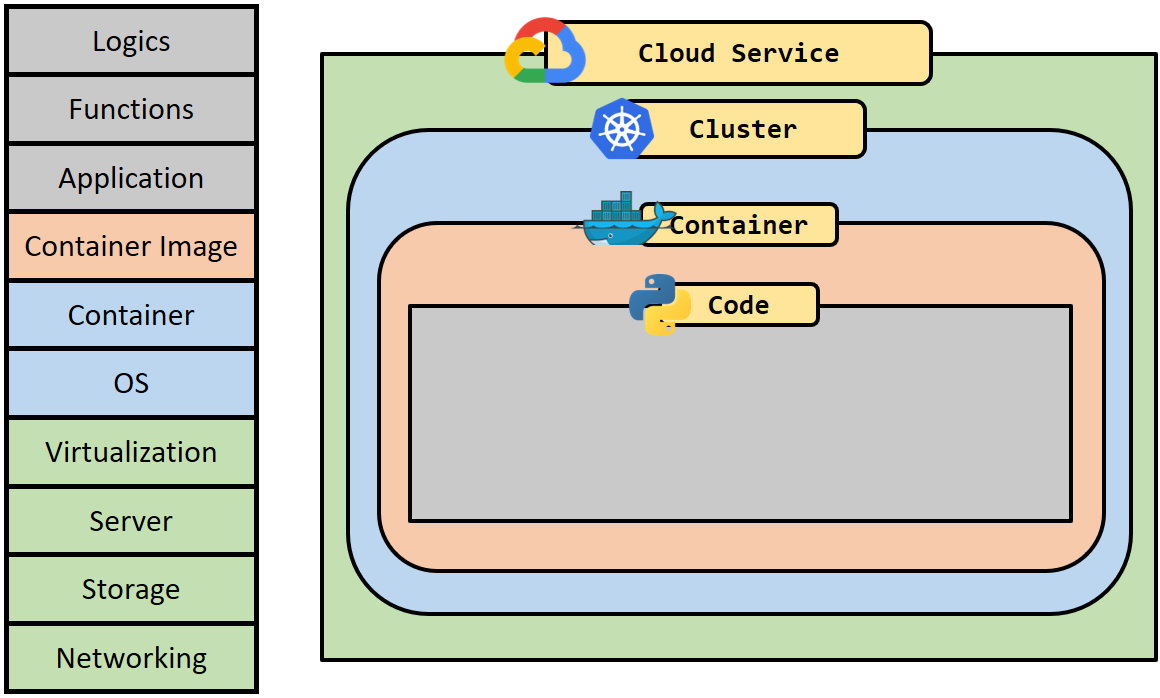 Logics
Functions
Application
Container Image
Container
OS
Virtualization
Server
Storage
Networking
Cloud Service
Cluster
Container
Code